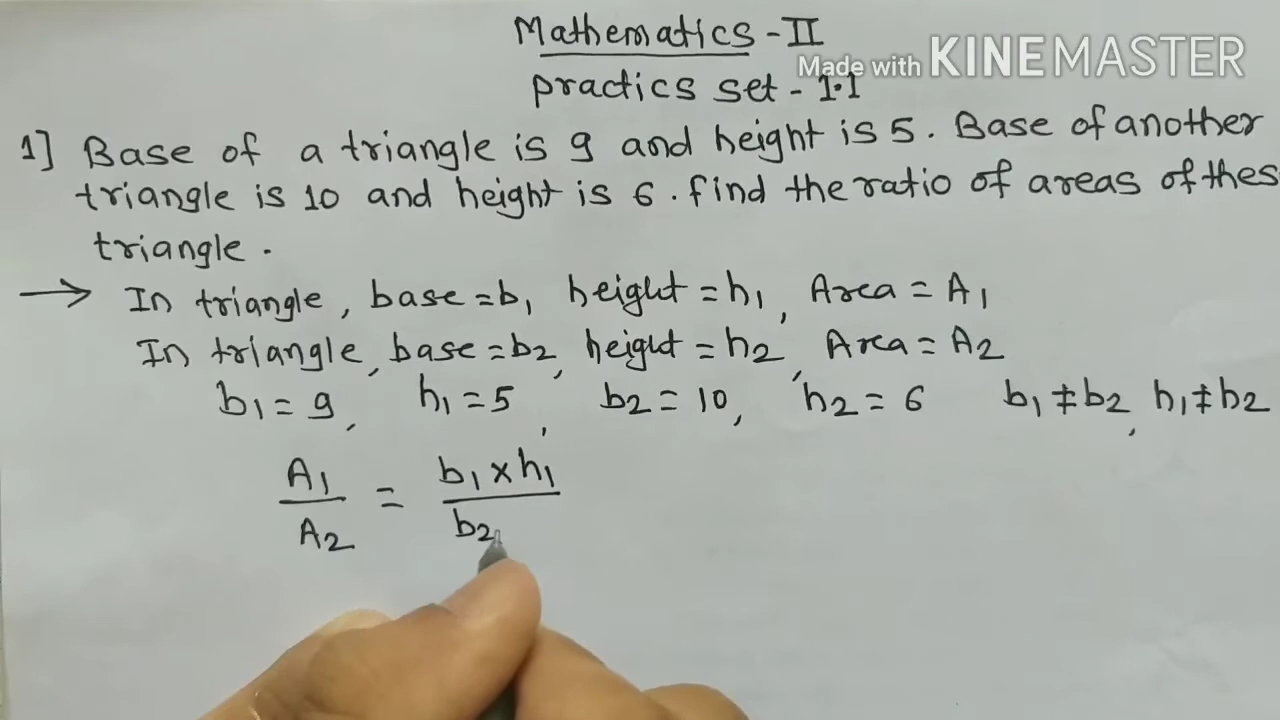 Mathematics - II
Made with KINEMASTER
practics set - 1.1
1] Base of a triangle is 9 and height is 5. Base of another
triangle is 10 and height is 6. find the ratio of areas of thes
triangle.
→ In triangle, base = b1 height = h1, Area = A1
In triangle, base = b2, height = h2, Area = A2
b1 = 9, h1 = 5, b2 = 10, h2 = 6 b1 ≠ b2, h1 ≠ b2
A1/A2 = b1 × h1/b2